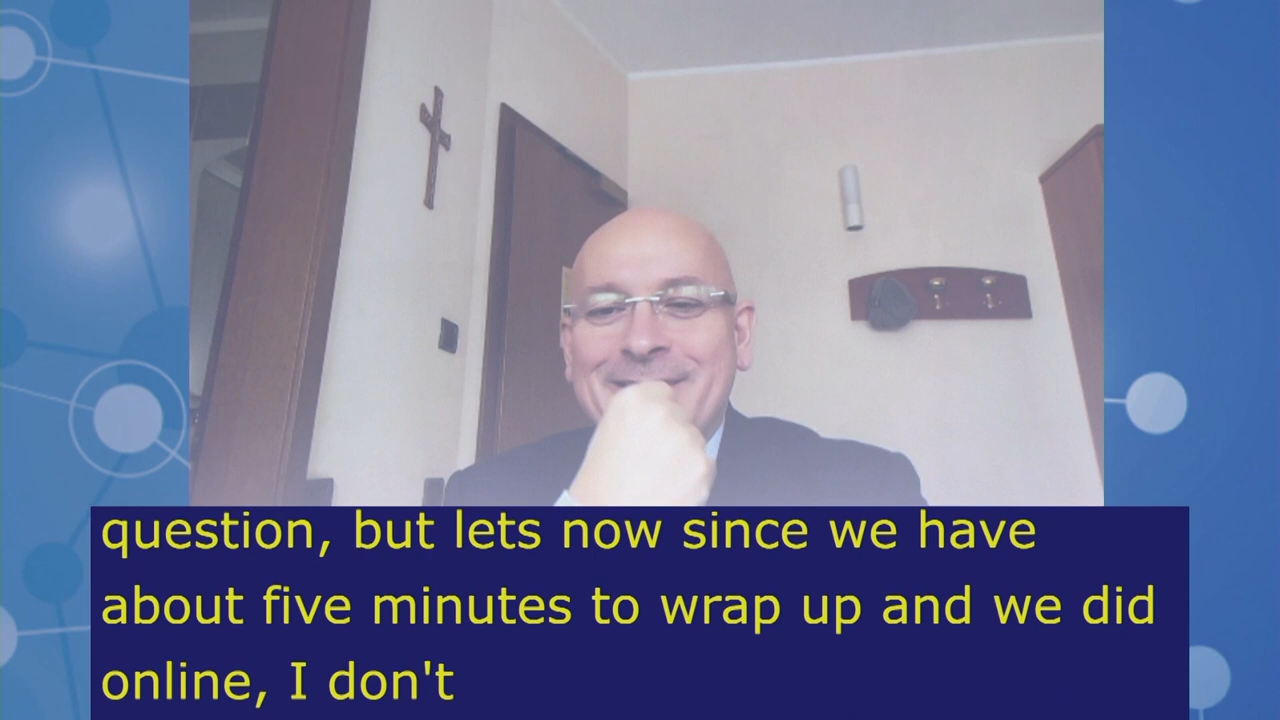 question, but lets now since we have
about five minutes to wrap up and we did
online, I don't